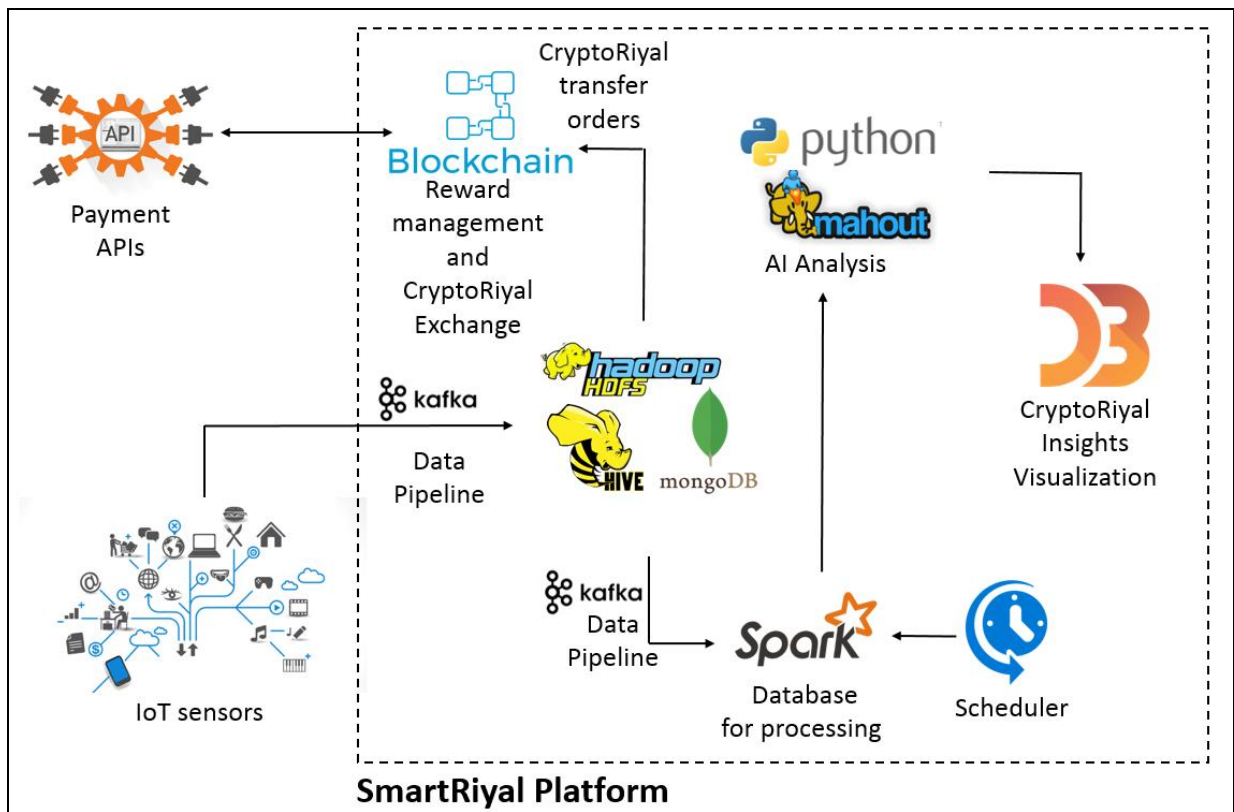 CryptoRiyal
transfer
orders
API
Payment
APIs
Blockchain
Reward
management
and
CryptoRiyal
Exchange
python
mahout
AI Analysis
D3
CryptoRiyal
Insights
Visualization
hadoop
HDFS
HIVE
mongoDB
kafka
Data
Pipeline
IoT sensors
kafka
Data
Pipeline
Spark
Database
for processing
Scheduler
SmartRiyal Platform